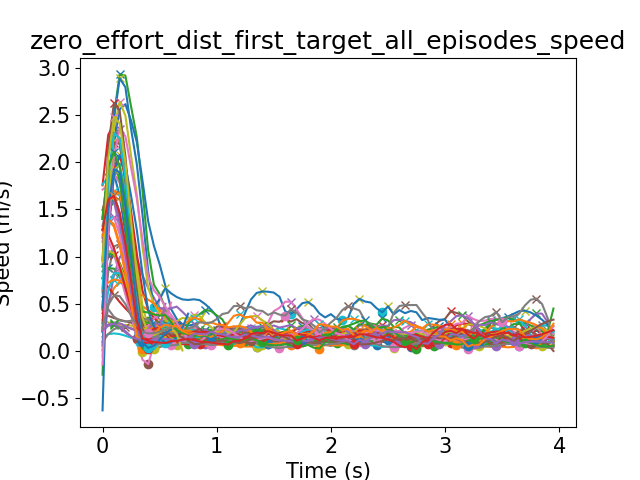 zero_effort_dist_first_target_all_episodes_speed
3.0
2.5
2.0
1.5
1.0
0.5
0.0
−0.5
Speed (m/s)
0 1 2 3 4
Time (s)